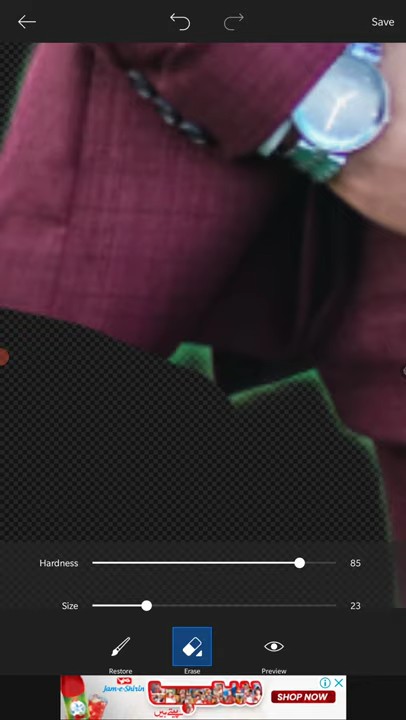 Save
Hardness 85
Size 23
Restore Erase Preview
Jam-e-Shirin
SHOP NOW